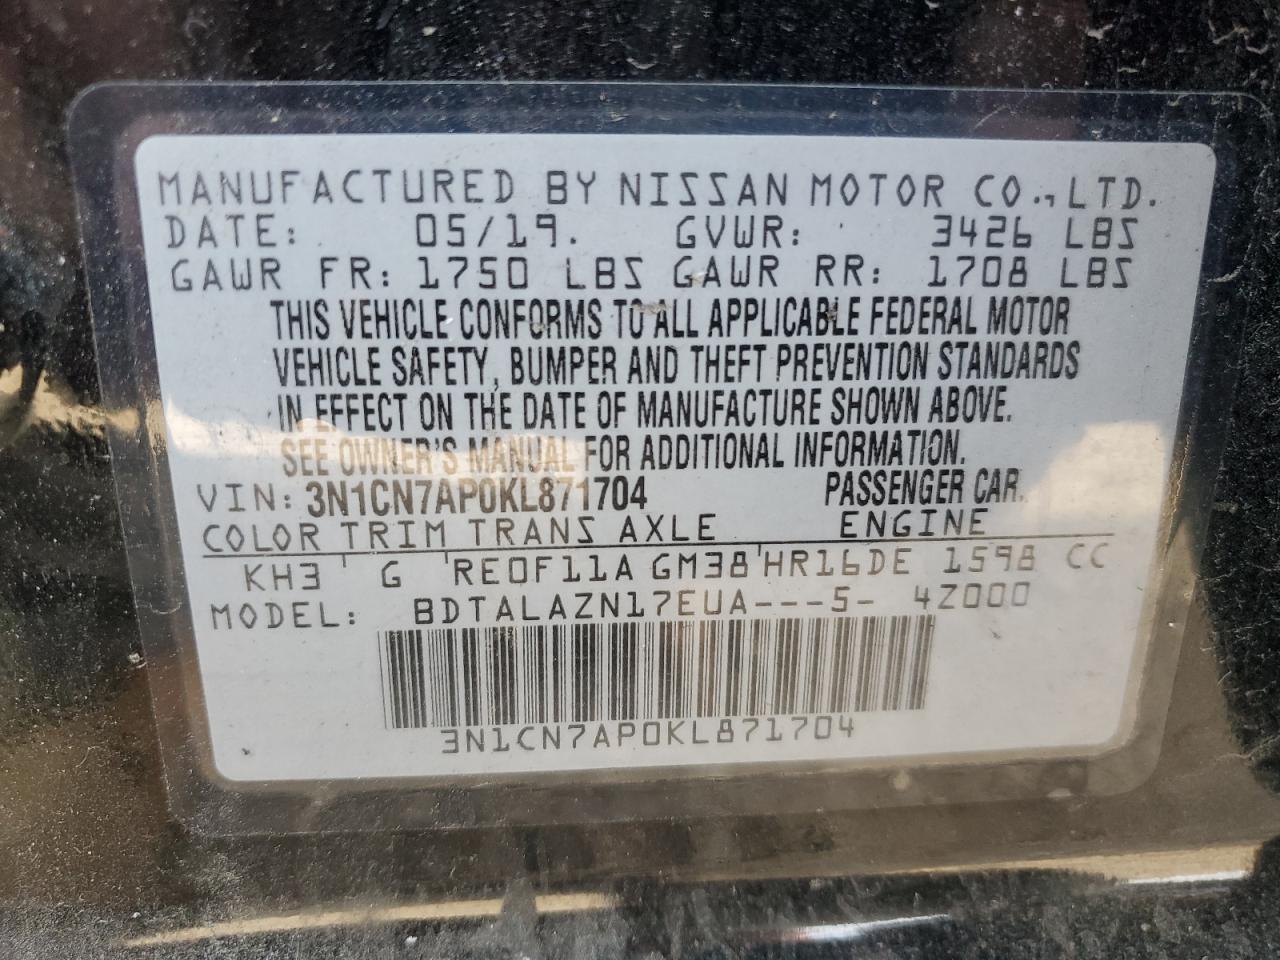 MANUFACTURED BY NISSAN MOTOR CO., LTD.
DATE: 05/19. GVWR: 3426 LBS
GAWR FR: 1750 LBS GAWR RR: 1708 LBS
THIS VEHICLE CONFORMS TO ALL APPLICABLE FEDERAL MOTOR
VEHICLE SAFETY, BUMPER AND THEFT PREVENTION STANDARDS
IN EFFECT ON THE DATE OF MANUFACTURE SHOWN ABOVE.
SEE OWNER'S MANUAL FOR ADDITIONAL INFORMATION.
VIN: 3N1CN7AP0KL871704 PASSENGER CAR
COLOR TRIM TRANS AXLE ENGINE
KH3 ' G ' RE0F11A GM38 ' HR16DE 1598 CC
MODEL: BDTALAZN17EUA---5- 4Z000
3N1CN7AP0KL871704